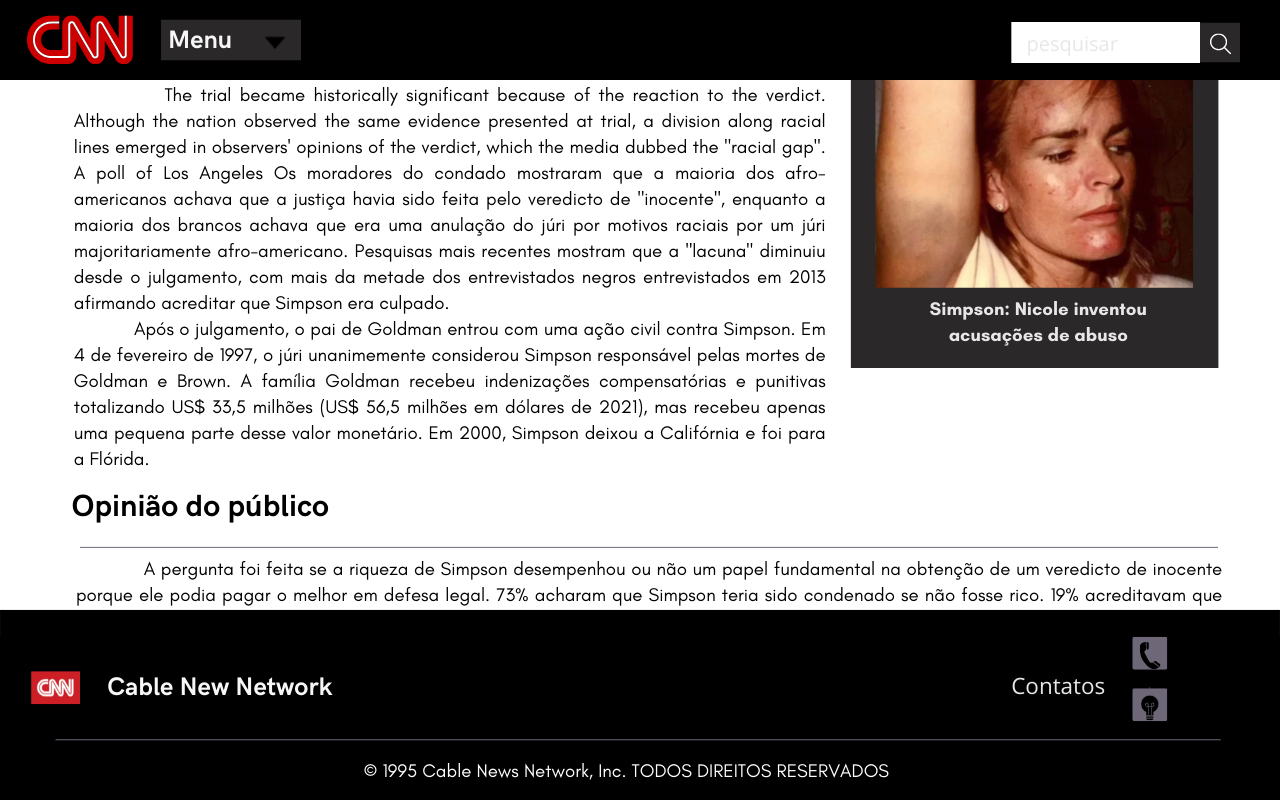 CNN
Menu
pesquisar
The trial became historically significant because of the reaction to the verdict.
Although the nation observed the same evidence presented at trial, a division along racial
lines emerged in observers' opinions of the verdict, which the media dubbed the "racial gap".
A poll of Los Angeles Os moradores do condado mostraram que a maioria dos afro-
americanos achava que a justiça havia sido feita pelo veredicto de "inocente", enquanto a
maioria dos brancos achava que era uma anulação do júri por motivos raciais por um júri
majoritariamente afro-americano. Pesquisas mais recentes mostram que a "lacuna" diminuiu
desde o julgamento, com mais da metade dos entrevistados negros entrevistados em 2013
afirmando acreditar que Simpson era culpado.
Após o julgamento, o pai de Goldman entrou com uma ação civil contra Simpson. Em
4 de fevereiro de 1997, o júri unanimemente considerou Simpson responsável pelas mortes de
Goldman e Brown. A família Goldman recebeu indenizações compensatórias e punitivas
totalizando US$ 33,5 milhões (US$ 56,5 milhões em dólares de 2021), mas recebeu apenas
uma pequena parte desse valor monetário. Em 2000, Simpson deixou a Califórnia e foi para
a Flórida.
Simpson: Nicole inventou
acusações de abuso
Opinião do público
A pergunta foi feita se a riqueza de Simpson desempenhou ou não um papel fundamental na obtenção de um veredicto de inocente
porque ele podia pagar o melhor em defesa legal. 73% acharam que Simpson teria sido condenado se não fosse rico. 19% acreditavam que
CNN
Cable New Network
Contatos
© 1995 Cable News Network, Inc. TODOS DIREITOS RESERVADOS